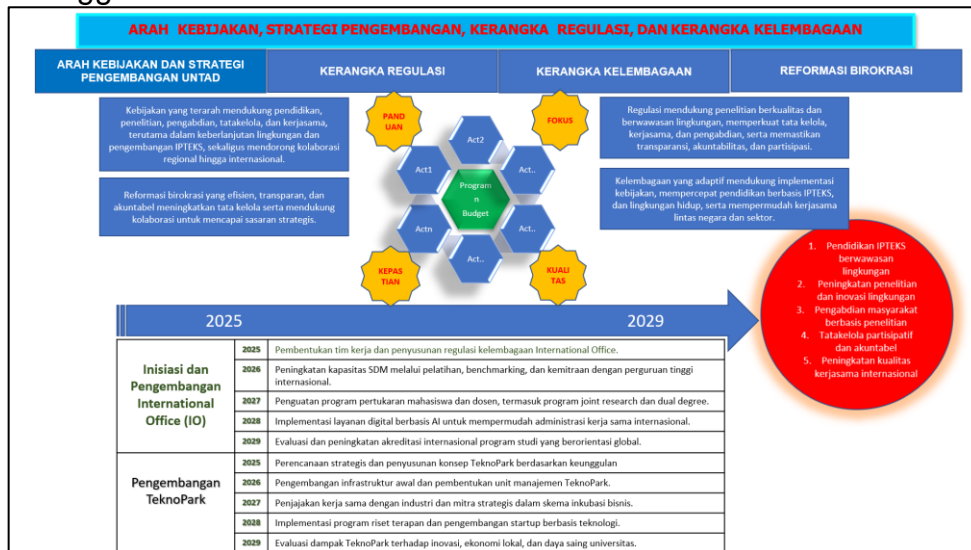 ARAH KEBIJAKAN, STRATEGI PENGEMBANGAN, KERANGKA REGULASI, DAN KERANGKA KELEMBAGAAN
ARAH KEBIJAKAN DAN STRATEGI
PENGEMBANGAN UNTAD
KERANGKA REGULASI
KERANGKA KELEMBAGAAN
REFORMASI BIROKRASI
Kebijakan yang terarah mendukung pendidikan,
penelitian, pengabdian, tatakelola, dan kerjasama,
terutama dalam keberlanjutan lingkungan dan
pengembangan IPTEKS, sekaligus mendorong kolaborasi
regional hingga internasional.
Reformasi birokrasi yang efisien, transparan, dan
akuntabel meningkatkan tata kelola serta mendukung
kolaborasi untuk mencapai sasaran strategis.
PAND
UAN
FOKUS
Act2
Act1
Act..
Program
n
Budget
Actn
Act..
Act..
KEPAS
TIAN
KUALI
TAS
Regulasi mendukung penelitian berkualitas dan
berwawasan lingkungan, memperkuat tata kelola,
kerjasama, dan pengabdian, serta memastikan
transparansi, akuntabilitas, dan partisipasi.
Kelembagaan yang adaptif mendukung implementasi
kebijakan, mempercepat pendidikan berbasis IPTEKS,
dan lingkungan hidup, serta mempermudah kerjasama
lintas negara dan sektor.
1. Pendidikan IPTEKS
berwawasan
lingkungan
2. Peningkatan penelitian
dan inovasi lingkungan
3. Pengabdian masyarakat
berbasis penelitian
4. Tatakelola partisipatif
dan akuntabel
5. Peningkatan kualitas
kerjasama internasional
2025
2029
Inisiasi dan
Pengembangan
International
Office (IO)
2025 Pembentukan tim kerja dan penyusunan regulasi kelembagaan International Office.
2026 Peningkatan kapasitas SDM melalui pelatihan, benchmarking, dan kemitraan dengan perguruan tinggi
internasional.
2027 Penguatan program pertukaran mahasiswa dan dosen, termasuk program joint research dan dual degree.
2028 Implementasi layanan digital berbasis AI untuk mempermudah administrasi kerja sama internasional.
2029 Evaluasi dan peningkatan akreditasi internasional program studi yang berorientasi global.
Pengembangan
TeknoPark
2025 Perencanaan strategis dan penyusunan konsep TeknoPark berdasarkan keunggulan
2026 Pengembangan infrastruktur awal dan pembentukan unit manajemen TeknoPark.
2027 Penjajakan kerja sama dengan industri dan mitra strategis dalam skema inkubasi bisnis.
2028 Implementasi program riset terapan dan pengembangan startup berbasis teknologi.
2029 Evaluasi dampak TeknoPark terhadap inovasi, ekonomi lokal, dan daya saing universitas.